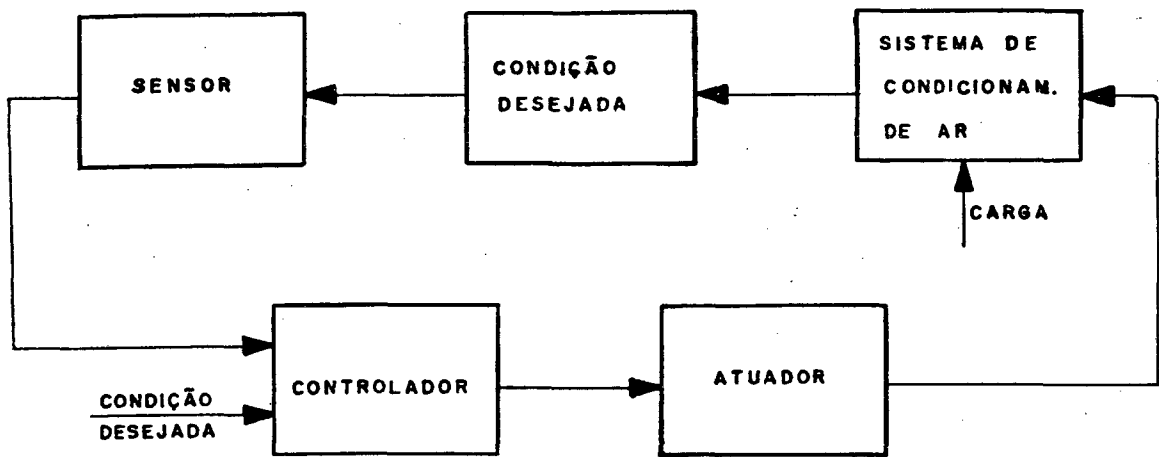 SENSOR
CONDIÇÃO
DESEJADA
SISTEMA DE
CONDICIONAM.
DE AR
CARGA
CONTROLADOR
ATUADOR
CONDIÇÃO
DESEJADA